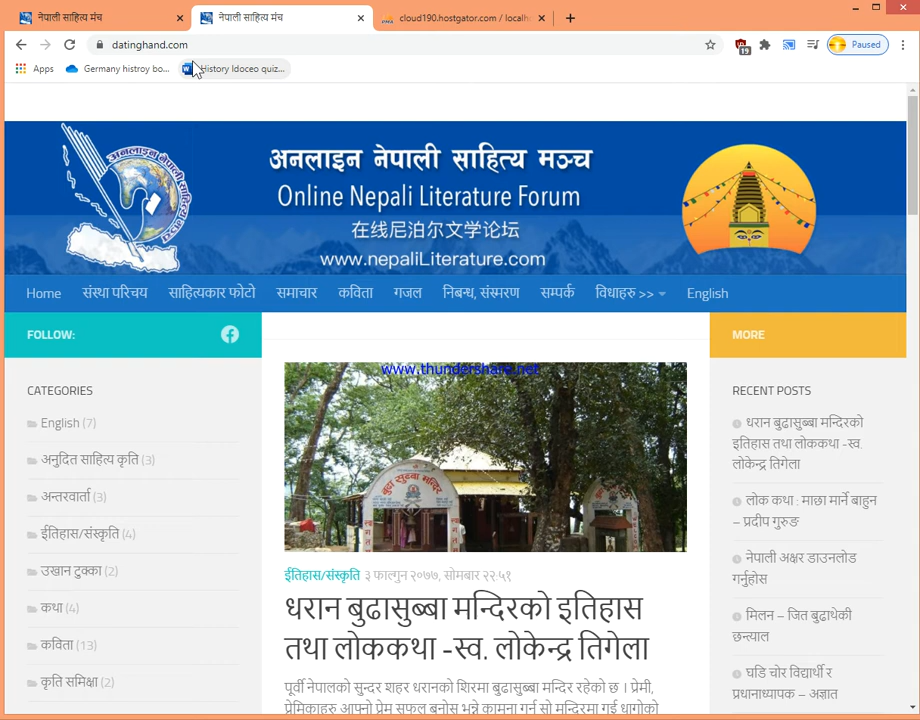 नेपाली साहित्य मंच
नेपाली साहित्य मंच
cloud190.hostgator.com / localh
datinghand.com
19
Paused
Apps
Germany histroy bo...
History Idoceo quiz...
अनलाइन नेपाली साहित्य मञ्च
Online Nepali Literature Forum
在线尼泊尔文学论坛
www.nepaliLiterature.com
Home
संस्था परिचय
साहित्यकार फोटो
समाचार
कविता
गजल
निबन्ध, संस्मरण
सम्पर्क
विधाहरु >>
English
FOLLOW:
CATEGORIES
English (7)
अनुदित साहित्य कृति (3)
अन्तरवार्ता (3)
ईतिहास/संस्कृति (4)
उखान टुक्का (2)
कथा (4)
कविता (13)
कृति समिक्षा (2)
www.thundershare.net
ईतिहास/संस्कृति ३ फाल्गुन २०७७, सोमबार २२:५१
धरान बुढासुब्बा मन्दिरको इतिहास
तथा लोककथा -स्व. लोकेन्द्र तिगेला
पूर्वी नेपालको सुन्दर शहर धरानको शिरमा बुढासुब्बा मन्दिर रहेको छ । प्रेमी,
प्रेमिकाहरु आफ्नो प्रेम सफल बनोस भन्ने कामना गर्न सो मन्दिरमा गई धागोको
MORE
RECENT POSTS
धरान बुढासुब्बा मन्दिरको
इतिहास तथा लोककथा -स्व.
लोकेन्द्र तिगेला
लोक कथा : माछा मार्ने बाहुन
– प्रदीप गुरुङ
नेपाली अक्षर डाउनलोड
गर्नुहोस
मिलन – जित बुढाथेकी
छन्त्याल
घडि चोर विद्यार्थी र
प्रधानाध्यापक – अज्ञात